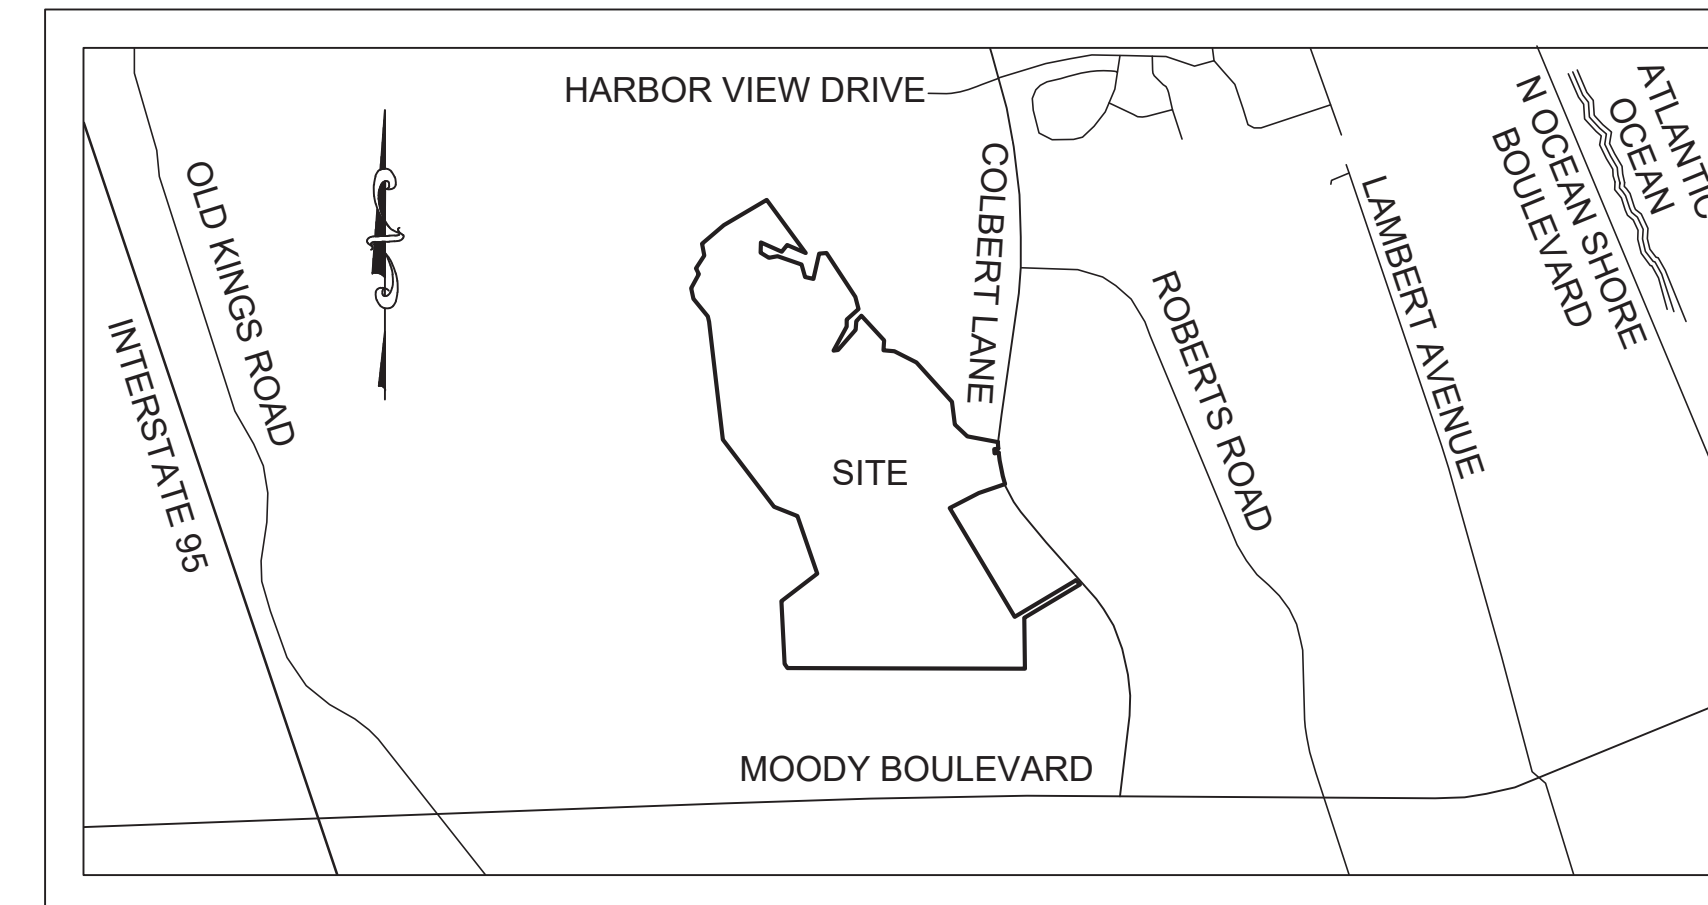 HARBOR VIEW DRIVE
ATLANTIC
OCEAN
N OCEAN SHORE
BOULEVARD
OLD KINGS ROAD
COLBERT LANE
LAMBERT AVENUE
ROBERTS ROAD
INTERSTATE 95
SITE
MOODY BOULEVARD